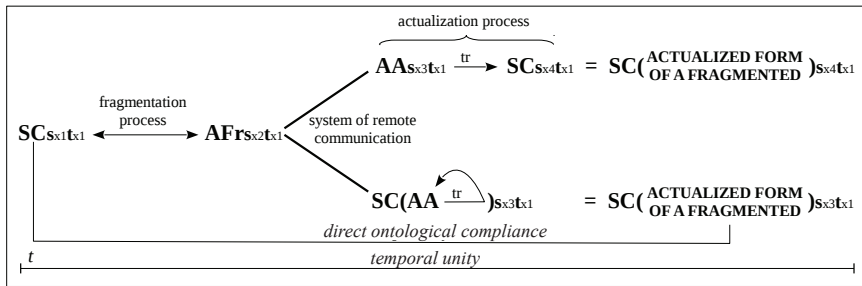 actualization process
AAsx3tx1 tr SCsx4tx1 = SC( ACTUALIZED FORM OF A FRAGMENTED )sx4tx1
fragmentation
process
system of remote
communication
SCsx1tx1 AFrsx2tx1
SC(AA tr )sx3tx1 = SC( ACTUALIZED FORM OF A FRAGMENTED )sx3tx1
direct ontological compliance
t
temporal unity